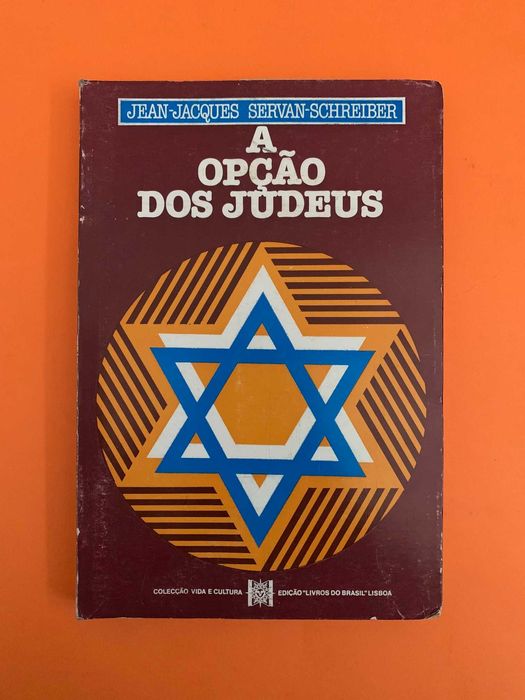 JEAN-JACQUES SERVAN-SCHREIBER
A
OPÇÃO
DOS JUDEUS
COLECÇÃO VIDA E CULTURA EDIÇÃO "LIVROS DO BRASIL" LISBOA